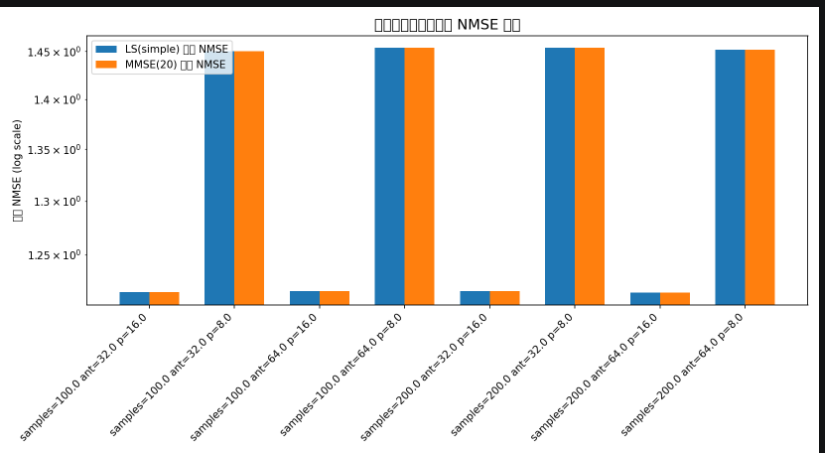 NMSE
LS(simple) NMSE
MMSE(20) NMSE
NMSE (log scale)
1.45 × 10⁰
1.4 × 10⁰
1.35 × 10⁰
1.3 × 10⁰
1.25 × 10⁰
samples=100.0 ant=32.0 p=16.0
samples=100.0 ant=32.0 p=8.0
samples=100.0 ant=64.0 p=16.0
samples=100.0 ant=64.0 p=8.0
samples=200.0 ant=32.0 p=16.0
samples=200.0 ant=32.0 p=8.0
samples=200.0 ant=64.0 p=16.0
samples=200.0 ant=64.0 p=8.0